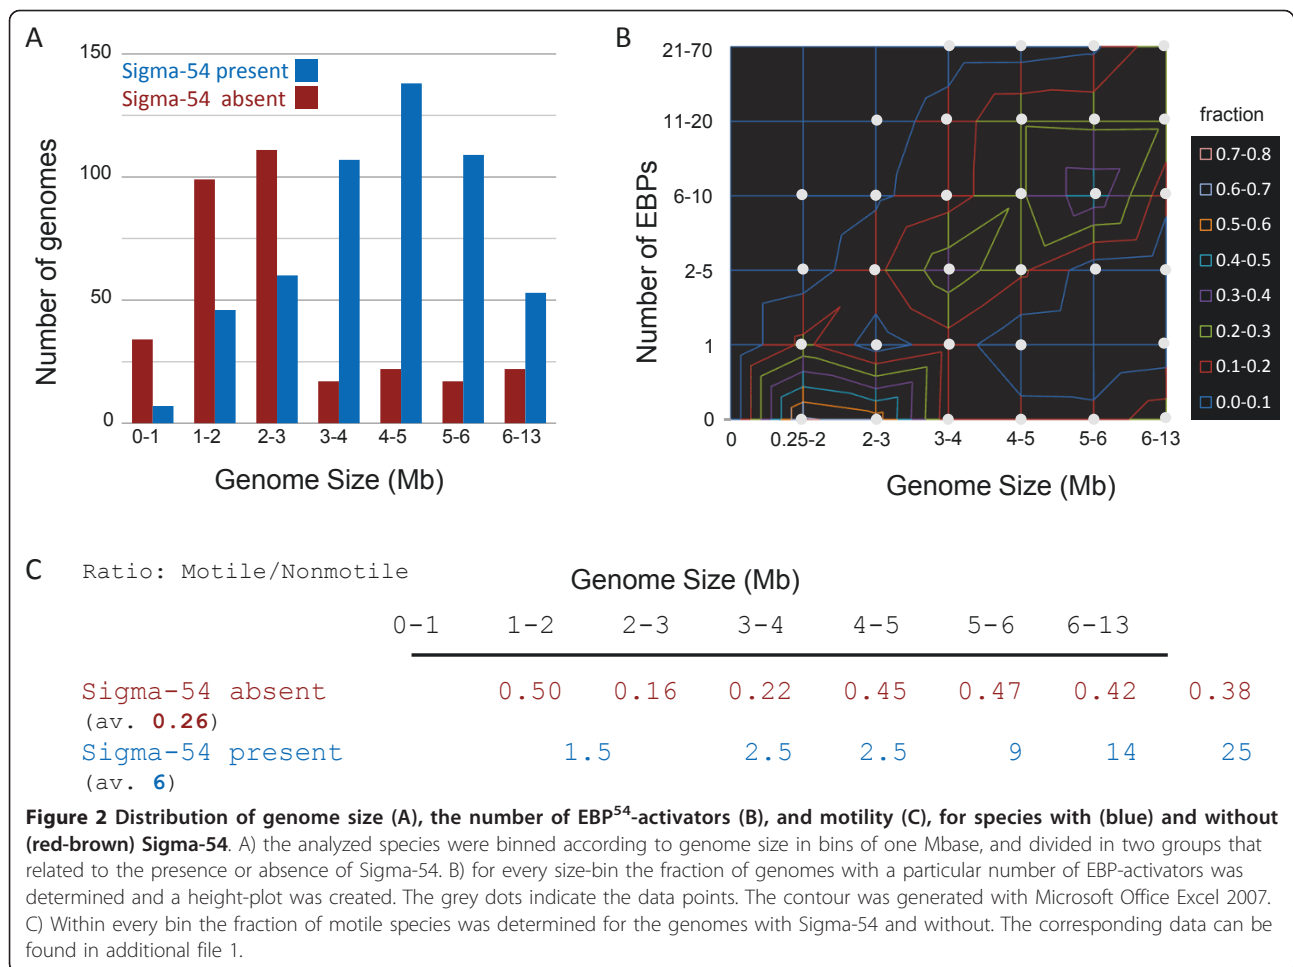 A
150
Sigma-54 present
Sigma-54 absent
100
50
0
Number of genomes
0-1 1-2 2-3 3-4 4-5 5-6 6-13
Genome Size (Mb)
B
21-70
11-20
6-10
2-5
1
0
Number of EBPs
0 0.25-2 2-3 3-4 4-5 5-6 6-13
Genome Size (Mb)
fraction
0.7-0.8
0.6-0.7
0.5-0.6
0.4-0.5
0.3-0.4
0.2-0.3
0.1-0.2
0.0-0.1
C Ratio: Motile/Nonmotile
Genome Size (Mb)
0-1 1-2 2-3 3-4 4-5 5-6 6-13
Sigma-54 absent 0.50 0.16 0.22 0.45 0.47 0.42 0.38
(av. 0.26)
Sigma-54 present 1.5 2.5 2.5 9 14 25
(av. 6)
Figure 2 Distribution of genome size (A), the number of EBP⁵⁴-activators (B), and motility (C), for species with (blue) and without
(red-brown) Sigma-54. A) the analyzed species were binned according to genome size in bins of one Mbase, and divided in two groups that
related to the presence or absence of Sigma-54. B) for every size-bin the fraction of genomes with a particular number of EBP-activators was
determined and a height-plot was created. The grey dots indicate the data points. The contour was generated with Microsoft Office Excel 2007.
C) Within every bin the fraction of motile species was determined for the genomes with Sigma-54 and without. The corresponding data can be
found in additional file 1.